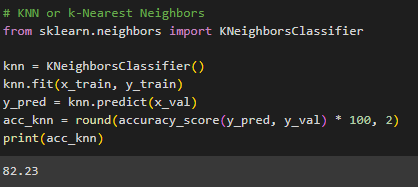 # KNN or k-Nearest Neighbors
from sklearn.neighbors import KNeighborsClassifier
knn = KNeighborsClassifier()
knn.fit(x_train, y_train)
y_pred = knn.predict(x_val)
acc_knn = round(accuracy_score(y_pred, y_val) * 100, 2)
print(acc_knn)
82.23